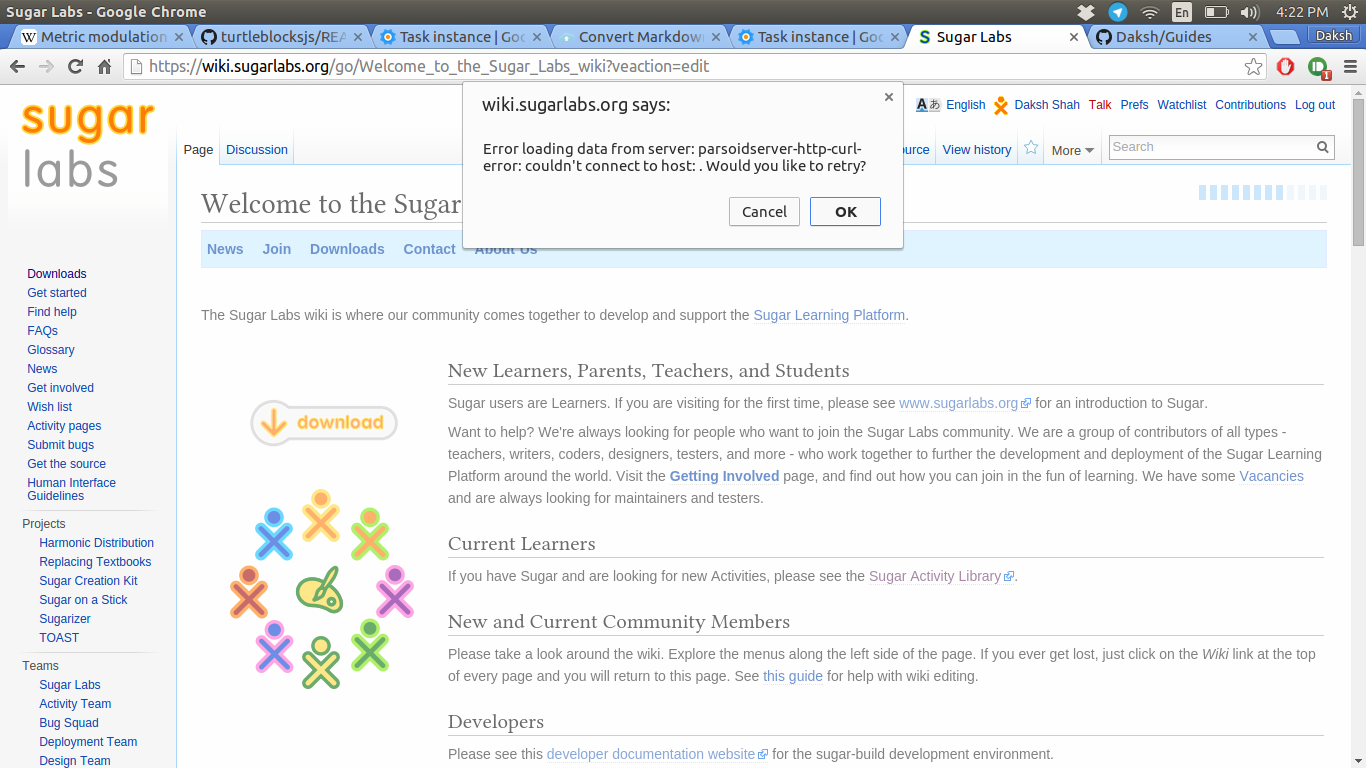 Sugar Labs - Google Chrome
En
4:22 PM
Metric modulation
turtleblocksjs/REA
Task instance | Goo
Convert Markdown
Task instance | Goo
Sugar Labs
Daksh/Guides
Daksh
https://wiki.sugarlabs.org/go/Welcome_to_the_Sugar_Labs_wiki?veaction=edit
1
wiki.sugarlabs.org says:
Error loading data from server: parsoidserver-http-curl-
error: couldn't connect to host: . Would you like to retry?
Cancel
OK
sugar
labs
English
Daksh Shah
Talk
Prefs
Watchlist
Contributions
Log out
Page
Discussion
ource
View history
More
Search
Welcome to the Sugar
News
Join
Downloads
Contact
About Us
The Sugar Labs wiki is where our community comes together to develop and support the Sugar Learning Platform.
download
New Learners, Parents, Teachers, and Students
Sugar users are Learners. If you are visiting for the first time, please see www.sugarlabs.org for an introduction to Sugar.
Want to help? We're always looking for people who want to join the Sugar Labs community. We are a group of contributors of all types -
teachers, writers, coders, designers, testers, and more - who work together to further the development and deployment of the Sugar Learning
Platform around the world. Visit the Getting Involved page, and find out how you can join in the fun of learning. We have some Vacancies
and are always looking for maintainers and testers.
Current Learners
If you have Sugar and are looking for new Activities, please see the Sugar Activity Library.
New and Current Community Members
Please take a look around the wiki. Explore the menus along the left side of the page. If you ever get lost, just click on the Wiki link at the top
of every page and you will return to this page. See this guide for help with wiki editing.
Developers
Please see this developer documentation website for the sugar-build development environment.
Downloads
Get started
Find help
FAQs
Glossary
News
Get involved
Wish list
Activity pages
Submit bugs
Get the source
Human Interface
Guidelines
Projects
Harmonic Distribution
Replacing Textbooks
Sugar Creation Kit
Sugar on a Stick
Sugarizer
TOAST
Teams
Sugar Labs
Activity Team
Bug Squad
Deployment Team
Design Team